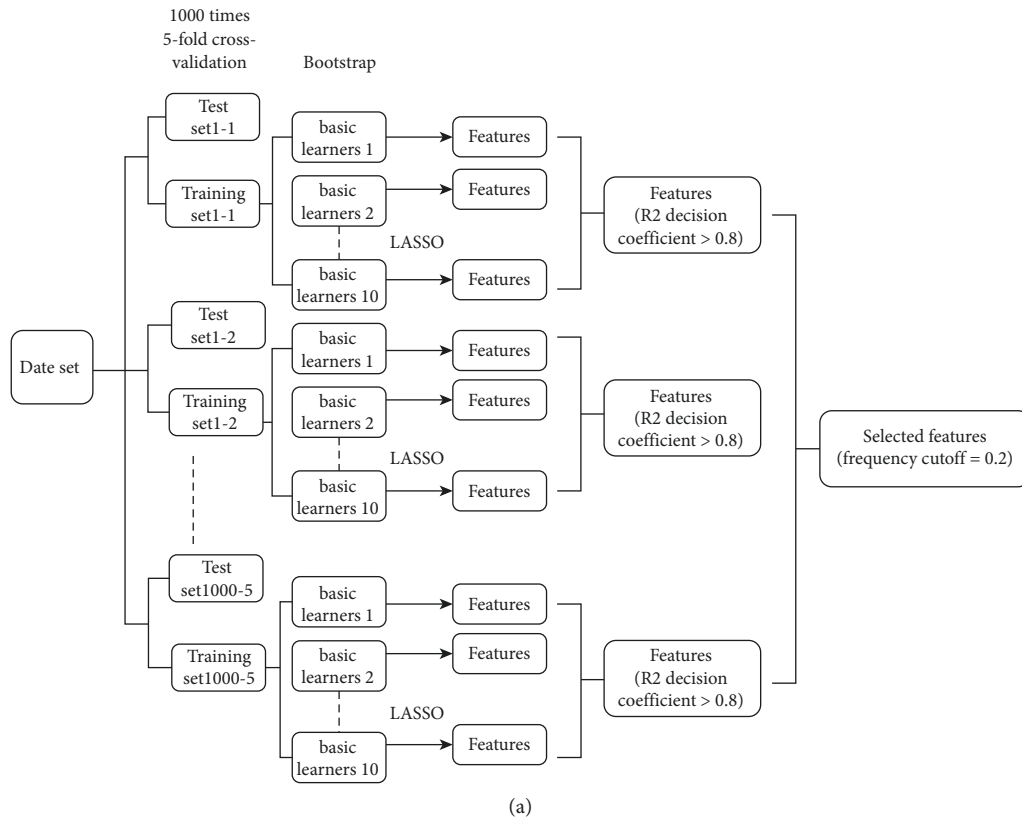 1000 times
5-fold cross-
validation
Bootstrap
Test
set1-1
Training
set1-1
basic
learners 1
Features
basic
learners 2
Features
LASSO
basic
learners 10
Features
Features
(R2 decision
coefficient > 0.8)
Date set
Test
set1-2
Training
set1-2
basic
learners 1
Features
basic
learners 2
Features
LASSO
basic
learners 10
Features
Features
(R2 decision
coefficient > 0.8)
Test
set1000-5
Training
set1000-5
basic
learners 1
Features
basic
learners 2
Features
LASSO
basic
learners 10
Features
Features
(R2 decision
coefficient > 0.8)
Selected features
(frequency cutoff = 0.2)
(a)